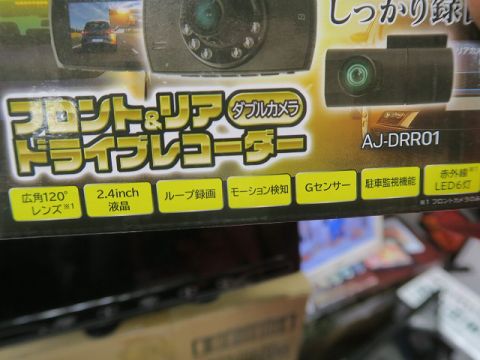 しっかり録
フロント&リア
ダブルカメラ
ドライブレコーダー
AJ-DRR01
広角120°
レンズ※1
2.4inch
液晶
ループ録画
モーション検知
Gセンサー
駐車監視機能
赤外線※1
LED6灯
※1 フロントカメラのみ